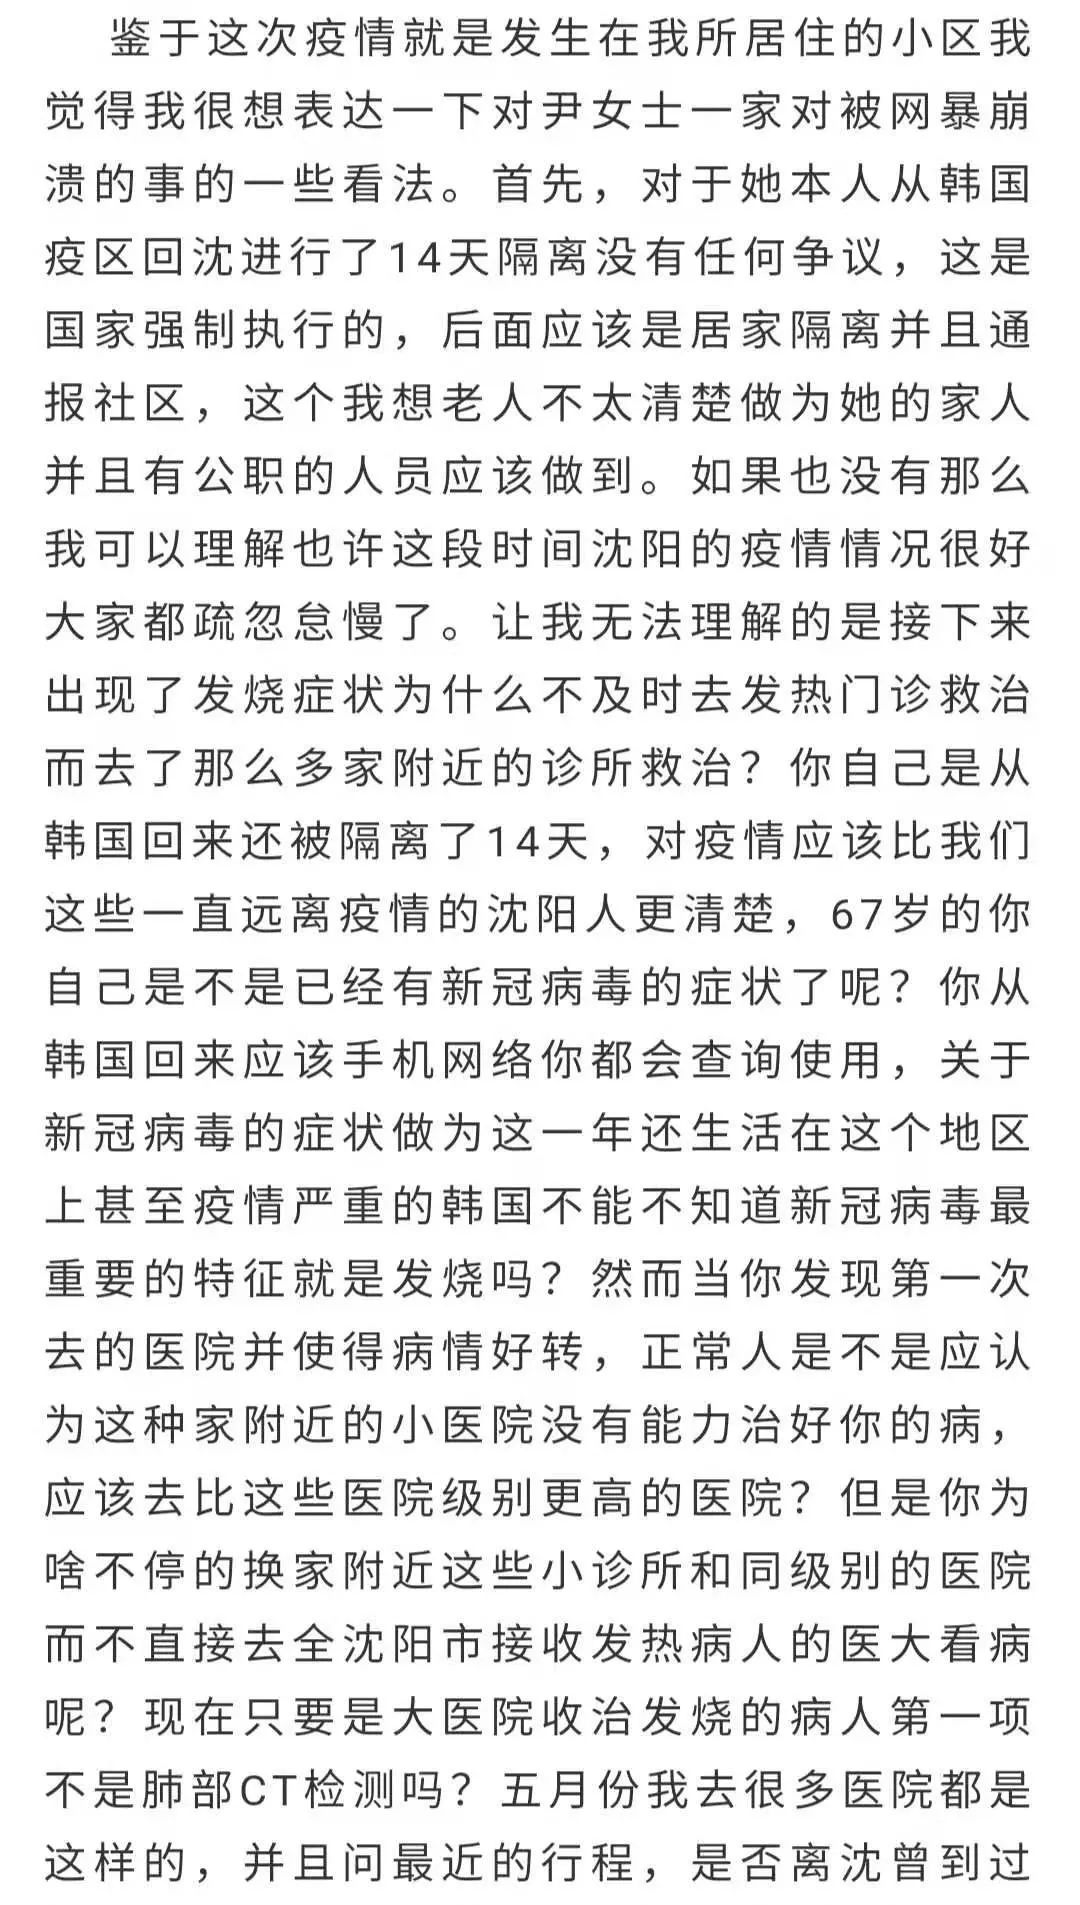 鉴于这次疫情就是发生在我所居住的小区我
觉得我很想表达一下对尹女士一家对被网暴崩
溃的事的一些看法。首先，对于她本人从韩国
疫区回沈进行了14天隔离没有任何争议，这是
国家强制执行的，后面应该是居家隔离并且通
报社区，这个我想老人不太清楚做为她的家人
并且有公职的人员应该做到。如果也没有那么
我可以理解也许这段时间沈阳的疫情情况很好
大家都疏忽怠慢了。让我无法理解的是接下来
出现了发烧症状为什么不及时去发热门诊救治
而去了那么多家附近的诊所救治？你自己是从
韩国回来还被隔离了14天，对疫情应该比我们
这些一直远离疫情的沈阳人更清楚，67岁的你
自己是不是已经有新冠病毒的症状了呢？你从
韩国回来应该手机网络你都会查询使用，关于
新冠病毒的症状做为这一年还生活在这个地区
上甚至疫情严重的韩国不能不知道新冠病毒最
重要的特征就是发烧吗？然而当你发现第一次
去的医院并使得病情好转，正常人是不是应认
为这种家附近的小医院没有能力治好你的病，
应该去比这些医院级别更高的医院？但是你为
啥不停的换家附近这些小诊所和同级别的医院
而不直接去全沈阳市接收发热病人的医大看病
呢？现在只要是大医院收治发烧的病人第一项
不是肺部CT检测吗？五月份我去很多医院都是
这样的，并且问最近的行程，是否离沈曾到过